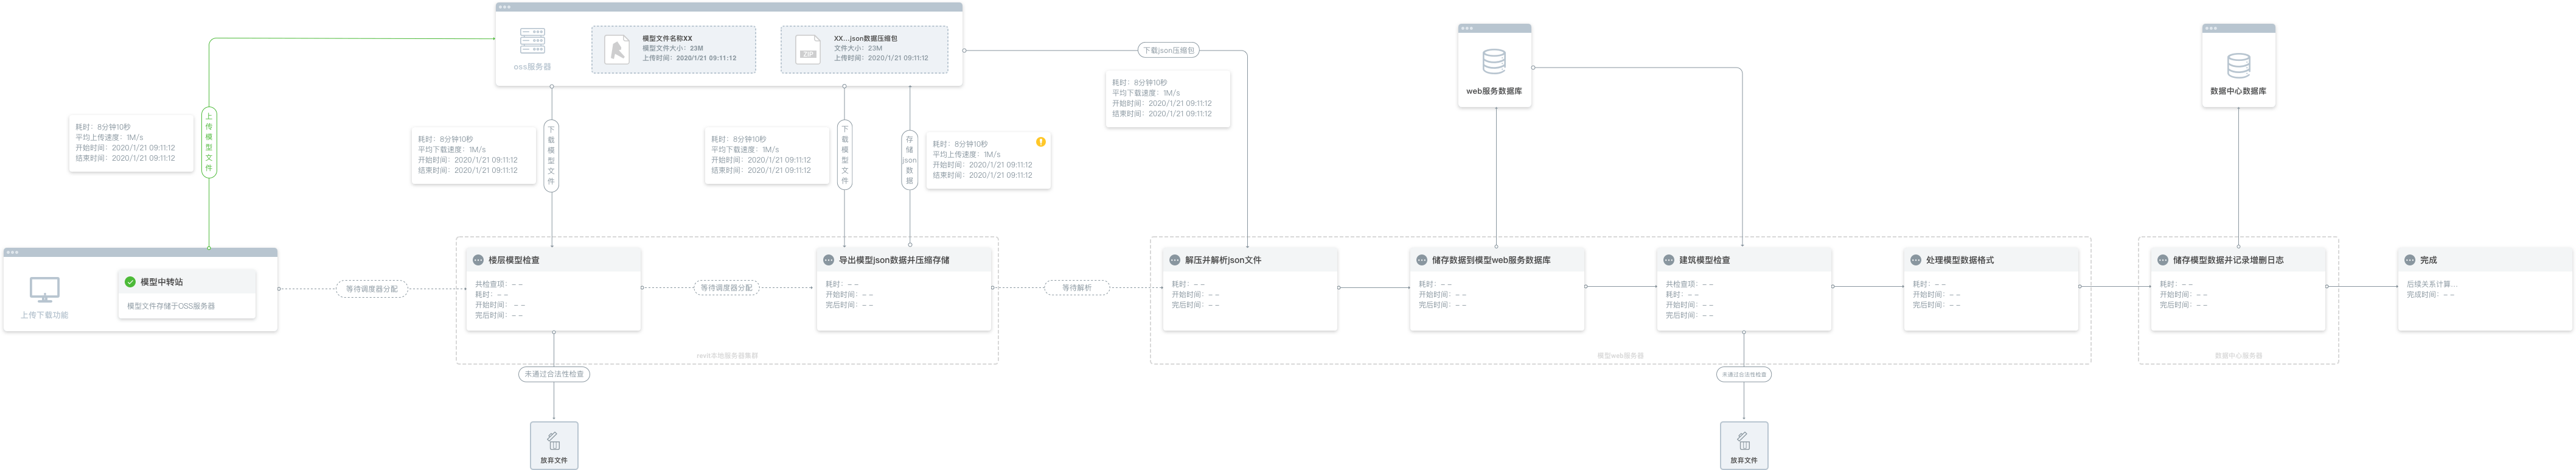 oss服务器
模型文件名称XX
模型文件大小：23M
上传时间：2020/1/21 09:11:12
ZIP
XX...json数据压缩包
文件大小：23M
上传时间：2020/1/21 09:11:12
下载json压缩包
耗时：8分钟10秒
平均下载速度：1M/s
开始时间：2020/1/21 09:11:12
结束时间：2020/1/21 09:11:12
web服务数据库
数据中心数据库
耗时：8分钟10秒
平均上传速度：1M/s
开始时间：2020/1/21 09:11:12
结束时间：2020/1/21 09:11:12
上传模型文件
耗时：8分钟10秒
平均下载速度：1M/s
开始时间：2020/1/21 09:11:12
结束时间：2020/1/21 09:11:12
下载模型文件
耗时：8分钟10秒
平均下载速度：1M/s
开始时间：2020/1/21 09:11:12
结束时间：2020/1/21 09:11:12
下载模型文件
存储json数据
耗时：8分钟10秒
平均上传速度：1M/s
开始时间：2020/1/21 09:11:12
结束时间：2020/1/21 09:11:12
上传下载功能
模型中转站
模型文件存储于OSS服务器
等待调度器分配
楼层模型检查
共检查项：– –
耗时：– –
开始时间：– –
完后时间：– –
等待调度器分配
导出模型json数据并压缩存储
耗时：– –
开始时间：– –
完后时间：– –
revit本地服务器集群
等待解析
解压并解析json文件
耗时：– –
开始时间：– –
完后时间：– –
储存数据到模型web服务数据库
耗时：– –
开始时间：– –
完后时间：– –
建筑模型检查
共检查项：– –
耗时：– –
开始时间：– –
完后时间：– –
处理模型数据格式
耗时：– –
开始时间：– –
完后时间：– –
模型web服务器
储存模型数据并记录增删日志
耗时：– –
开始时间：– –
完后时间：– –
数据中心服务器
完成
后续关系计算...
完成时间：– –
未通过合法性检查
放弃文件
未通过合法性检查
放弃文件